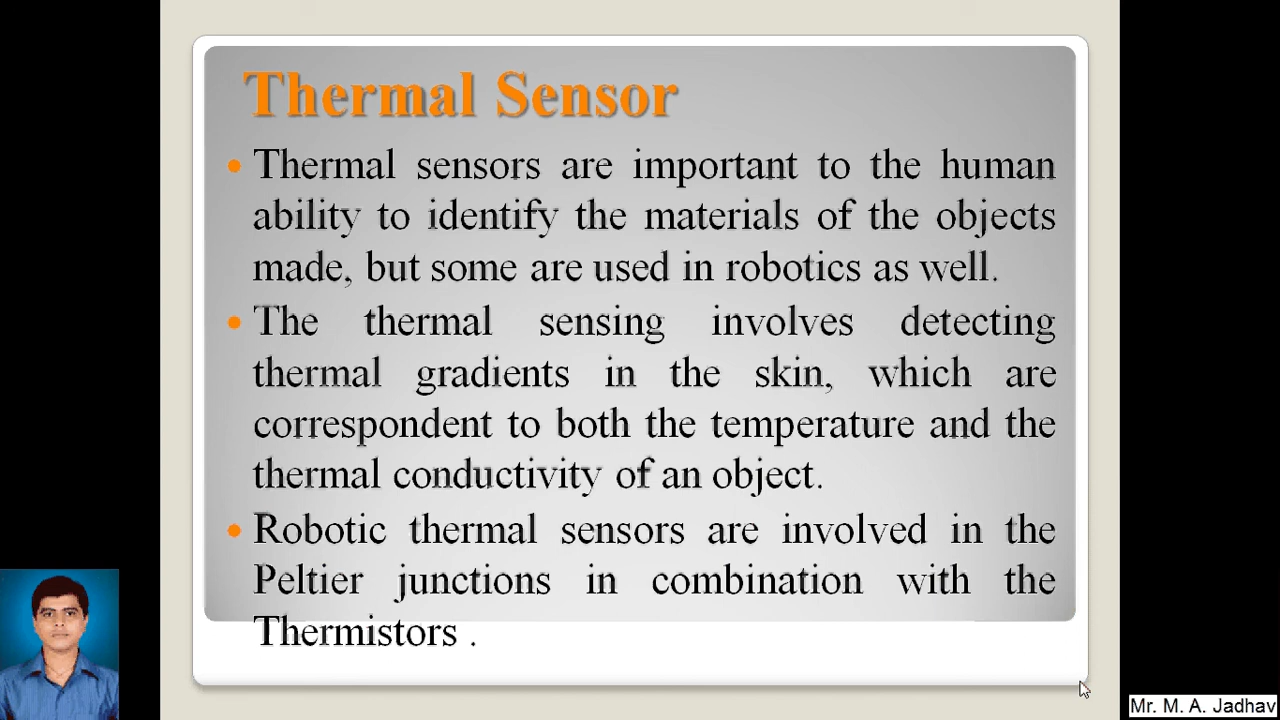 Thermal Sensor
• Thermal sensors are important to the human
ability to identify the materials of the objects
made, but some are used in robotics as well.
• The thermal sensing involves detecting
thermal gradients in the skin, which are
correspondent to both the temperature and the
thermal conductivity of an object.
• Robotic thermal sensors are involved in the
Peltier junctions in combination with the
Thermistors .
Mr. M. A. Jadhav